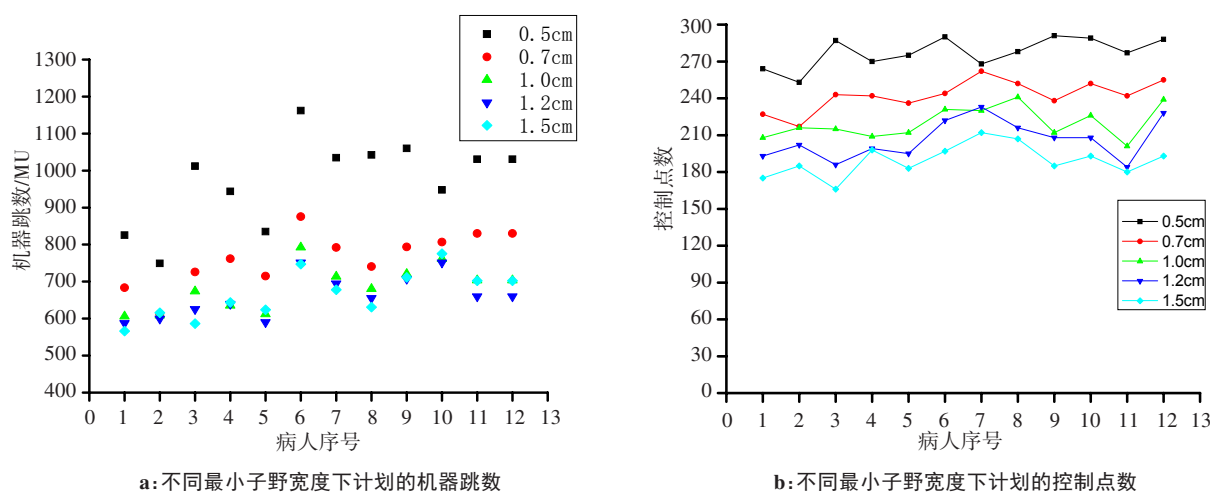 1300
1200
1100
1000
900
800
700
600
500
400
机器跳数/MU
0 1 2 3 4 5 6 7 8 9 10 11 12 13
病人序号
0.5cm
0.7cm
1.0cm
1.2cm
1.5cm
a:不同最小子野宽度下计划的机器跳数
300
270
240
210
180
150
120
90
60
30
0
控制点数
0 1 2 3 4 5 6 7 8 9 10 11 12 13
病人序号
0.5cm
0.7cm
1.0cm
1.2cm
1.5cm
b:不同最小子野宽度下计划的控制点数